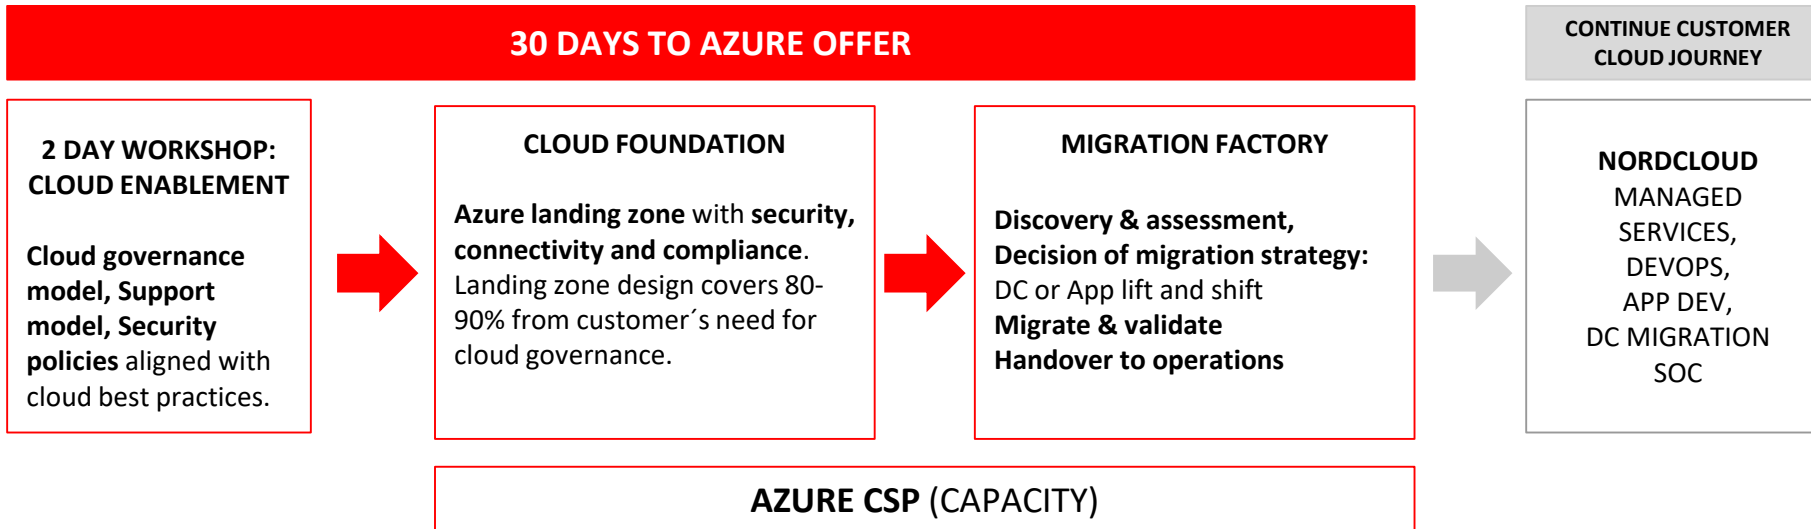 30 DAYS TO AZURE OFFER
CONTINUE CUSTOMER
CLOUD JOURNEY
2 DAY WORKSHOP:
CLOUD ENABLEMENT
Cloud governance
model, Support
model, Security
policies aligned with
cloud best practices.
CLOUD FOUNDATION
Azure landing zone with security,
connectivity and compliance.
Landing zone design covers 80-
90% from customer´s need for
cloud governance.
MIGRATION FACTORY
Discovery & assessment,
Decision of migration strategy:
DC or App lift and shift
Migrate & validate
Handover to operations
NORDCLOUD
MANAGED
SERVICES,
DEVOPS,
APP DEV,
DC MIGRATION
SOC
AZURE CSP (CAPACITY)